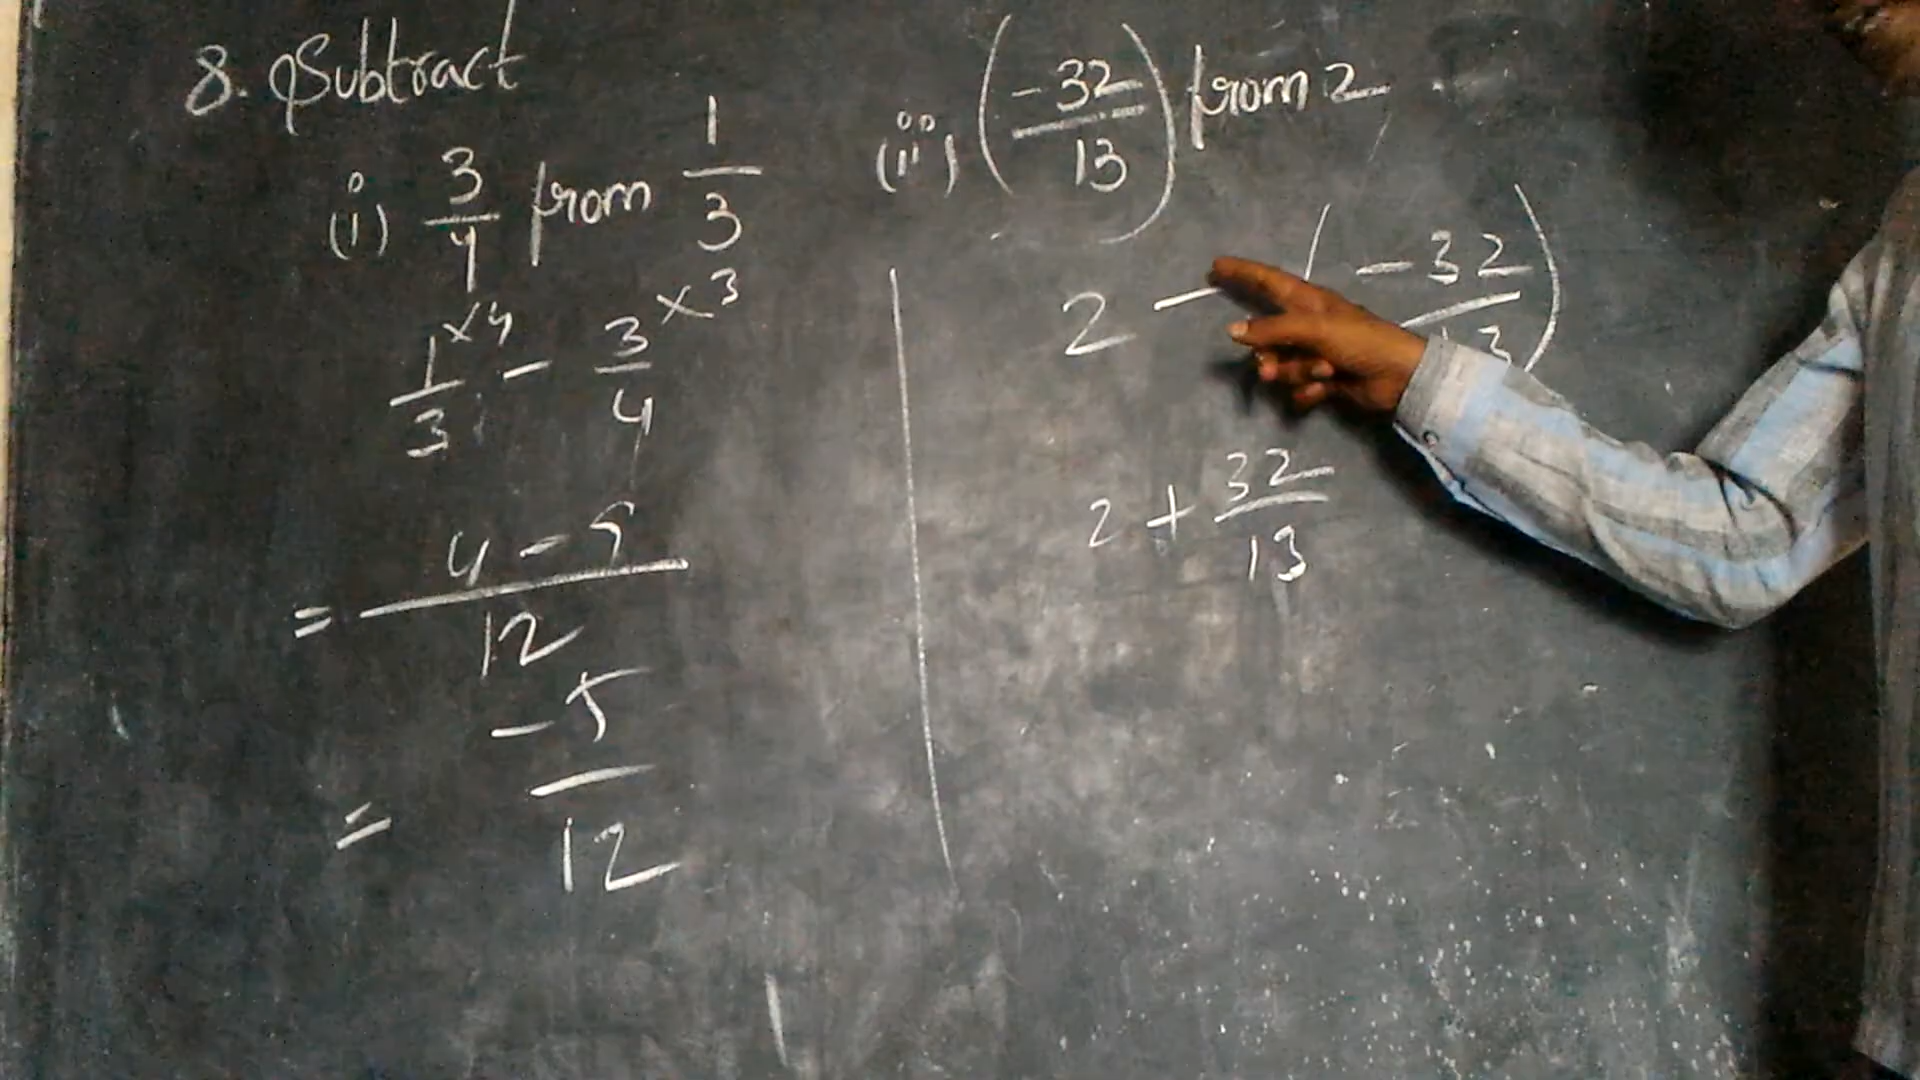 8. Subtract
(i) 3/4 from 1/3
1/3 ×4 - 3/4 ×3
= 4 - 9 / 12
= -5/12
(ii) (-32/13) from 2
2 - (-32/13)
2 + 32/13